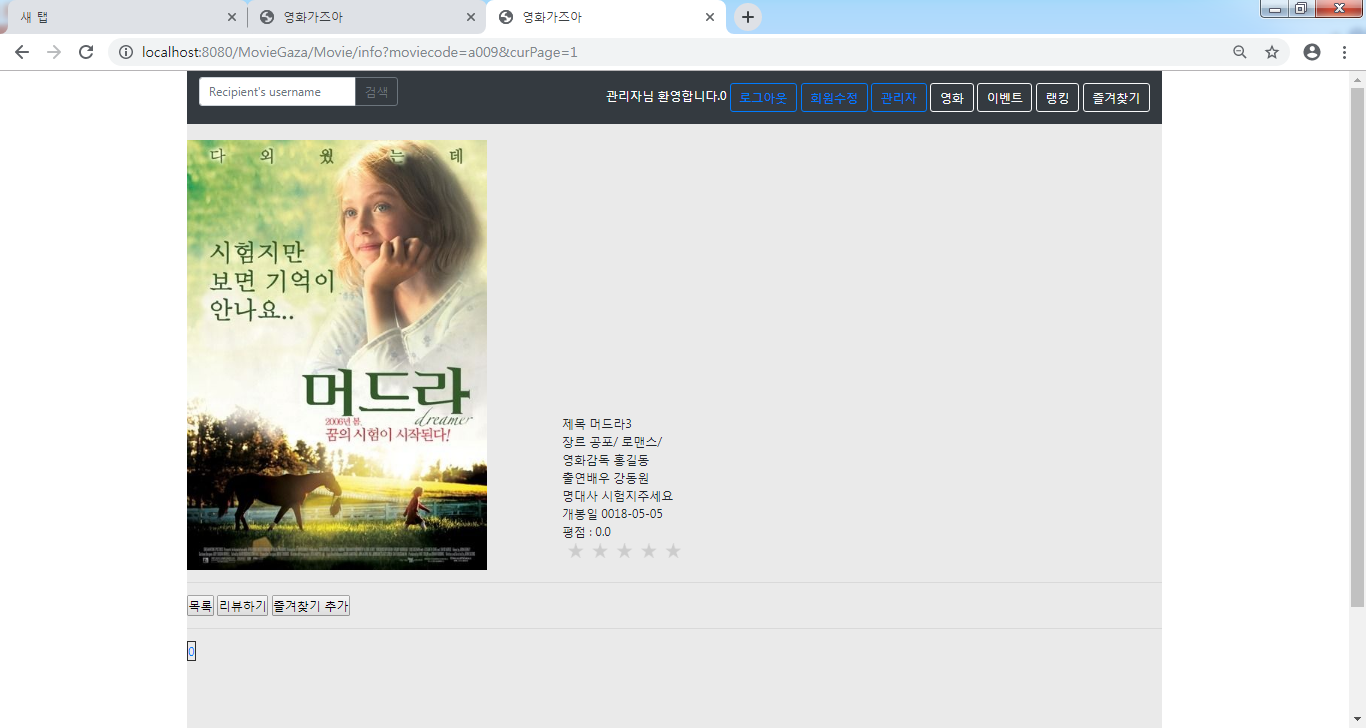 새 탭
영화가즈아
영화가즈아
localhost:8080/MovieGaza/Movie/info?moviecode=a009&curPage=1
Recipient's username 검색
관리자님 환영합니다.0 로그아웃 회원수정 관리자 영화 이벤트 랭킹 즐겨찾기
다 외 웠 는 데
시험지만
보면 기억이
안나요..
머드라
dreamer
2006년 봄,
꿈의 시험이 시작된다!
제목 머드라3
장르 공포/ 로맨스/
영화감독 홍길동
출연배우 강동원
명대사 시험지주세요
개봉일 0018-05-05
평점 : 0.0
목록 리뷰하기 즐겨찾기 추가
0